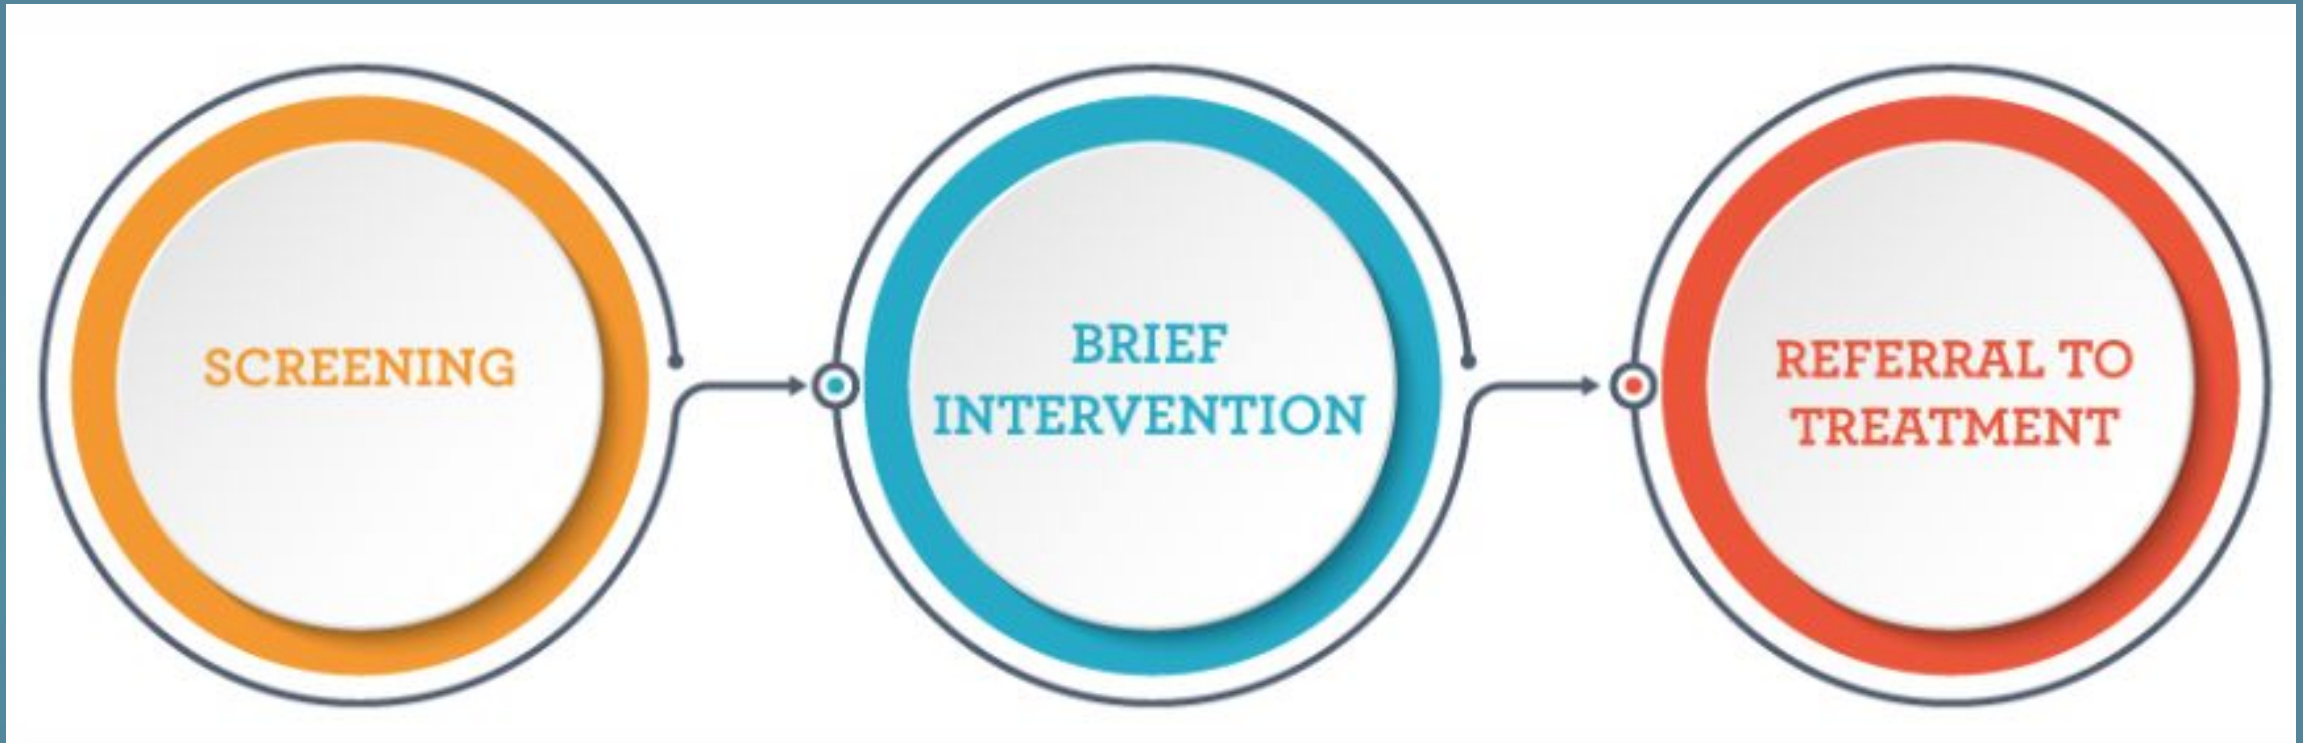 SCREENING
BRIEF
INTERVENTION
REFERRAL TO
TREATMENT